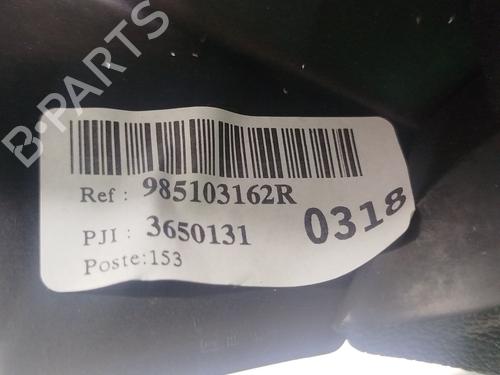 B-PARTS
Ref : 985103162R
PJI : 3650131
0318
Poste:153